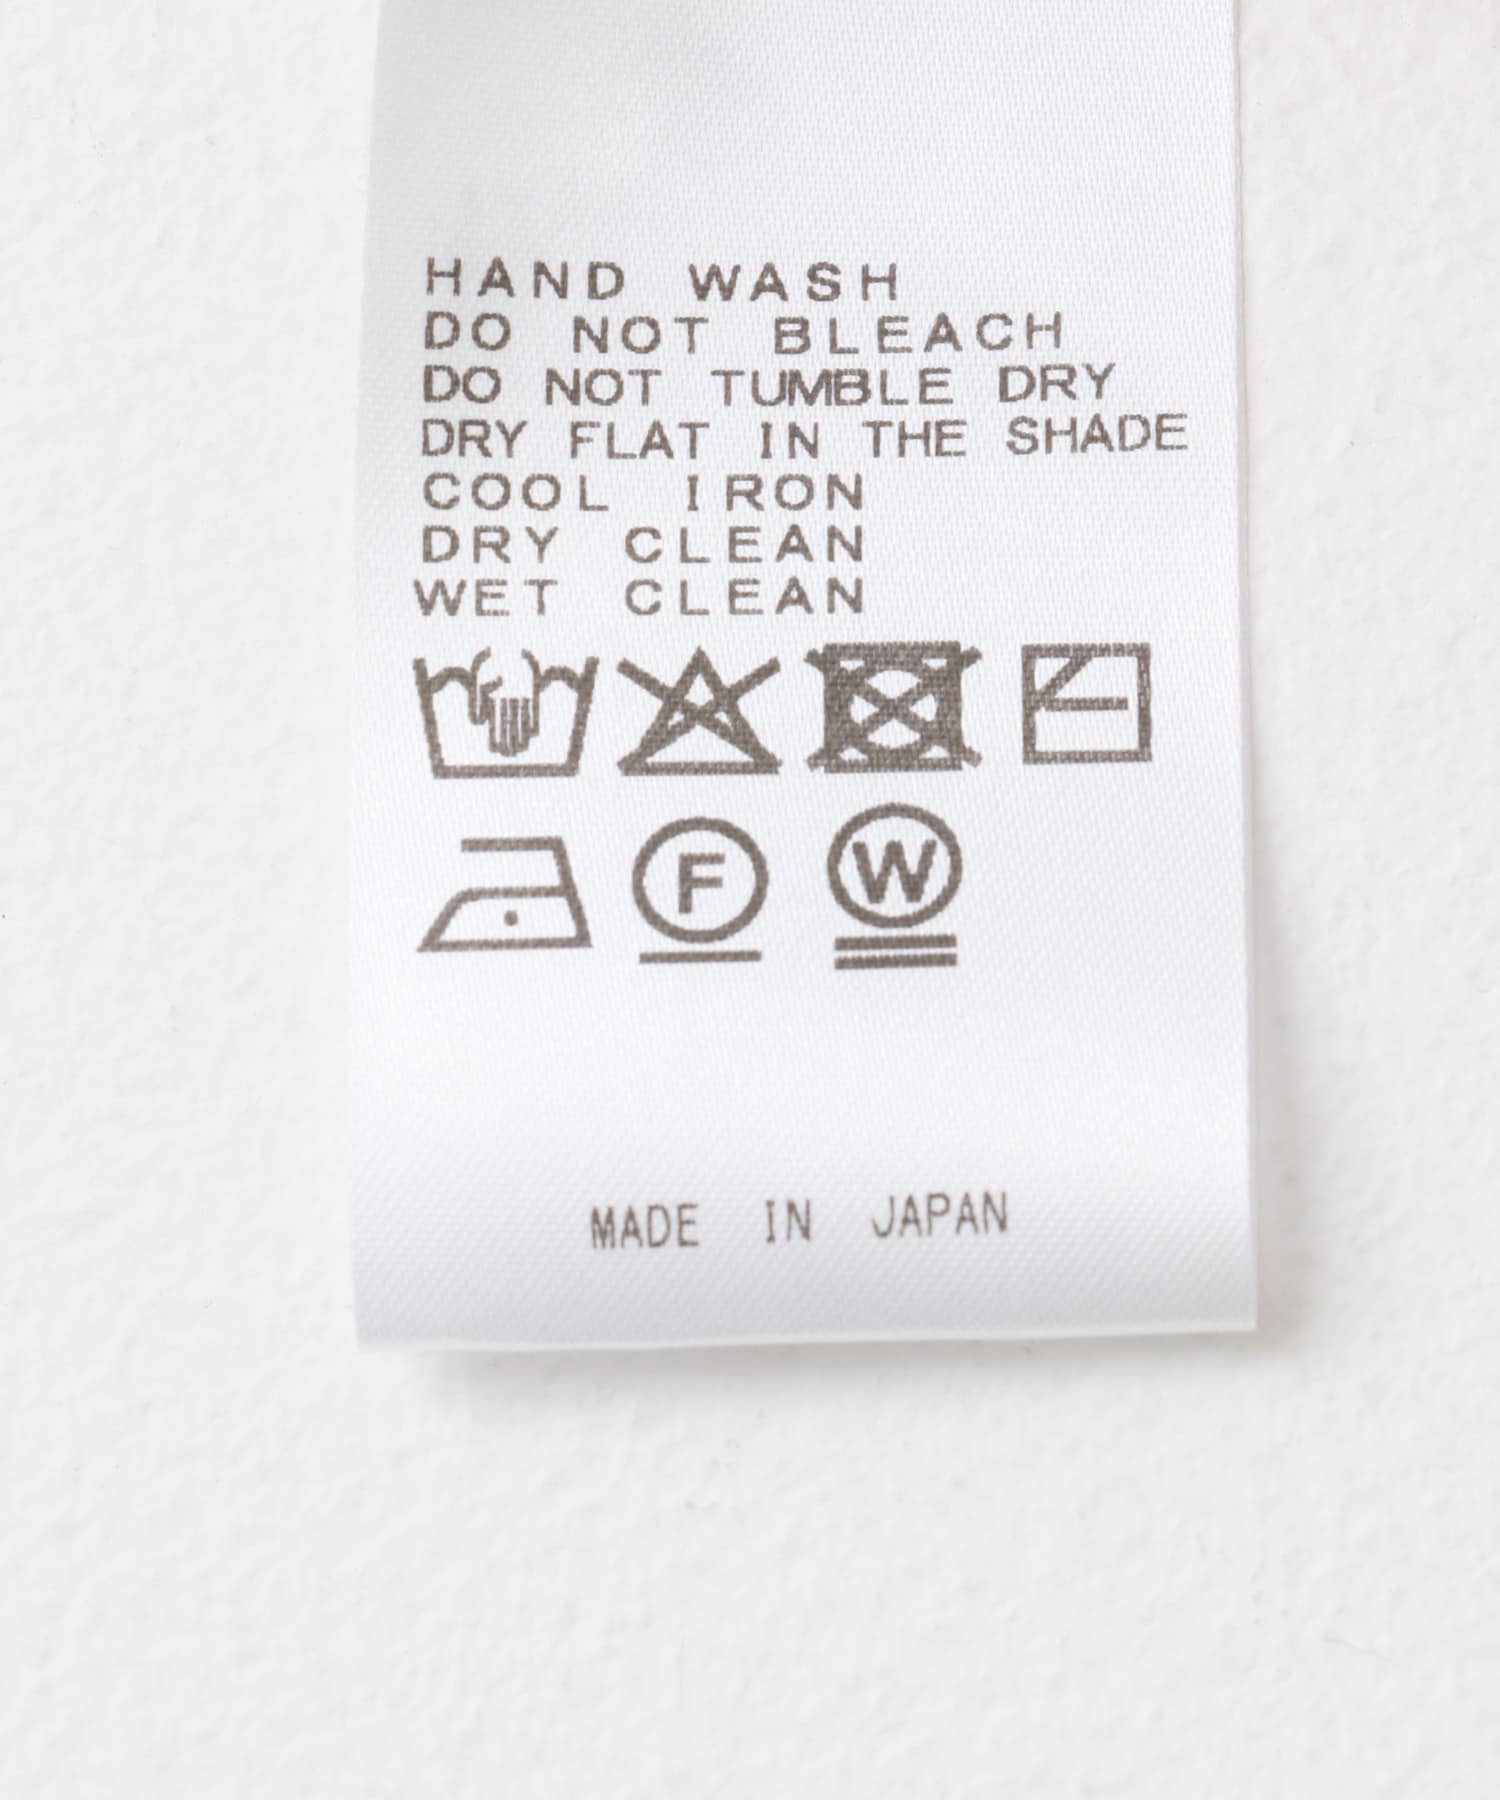 HAND WASH
DO NOT BLEACH
DO NOT TUMBLE DRY
DRY FLAT IN THE SHADE
COOL IRON
DRY CLEAN
WET CLEAN
F W
MADE IN JAPAN